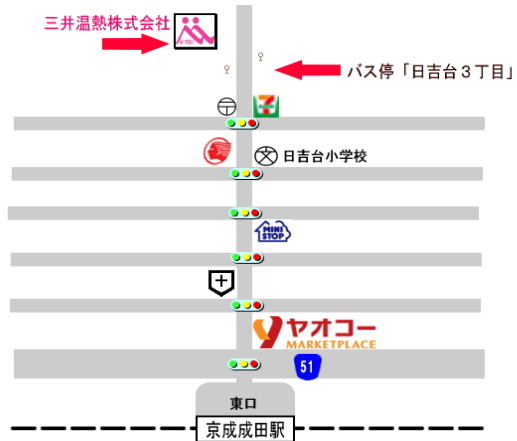 三井温熱株式会社
バス停「日吉台３丁目」
〒
文 日吉台小学校
MINI
STOP
ヤオコー
MARKETPLACE
51
東口
京成成田駅